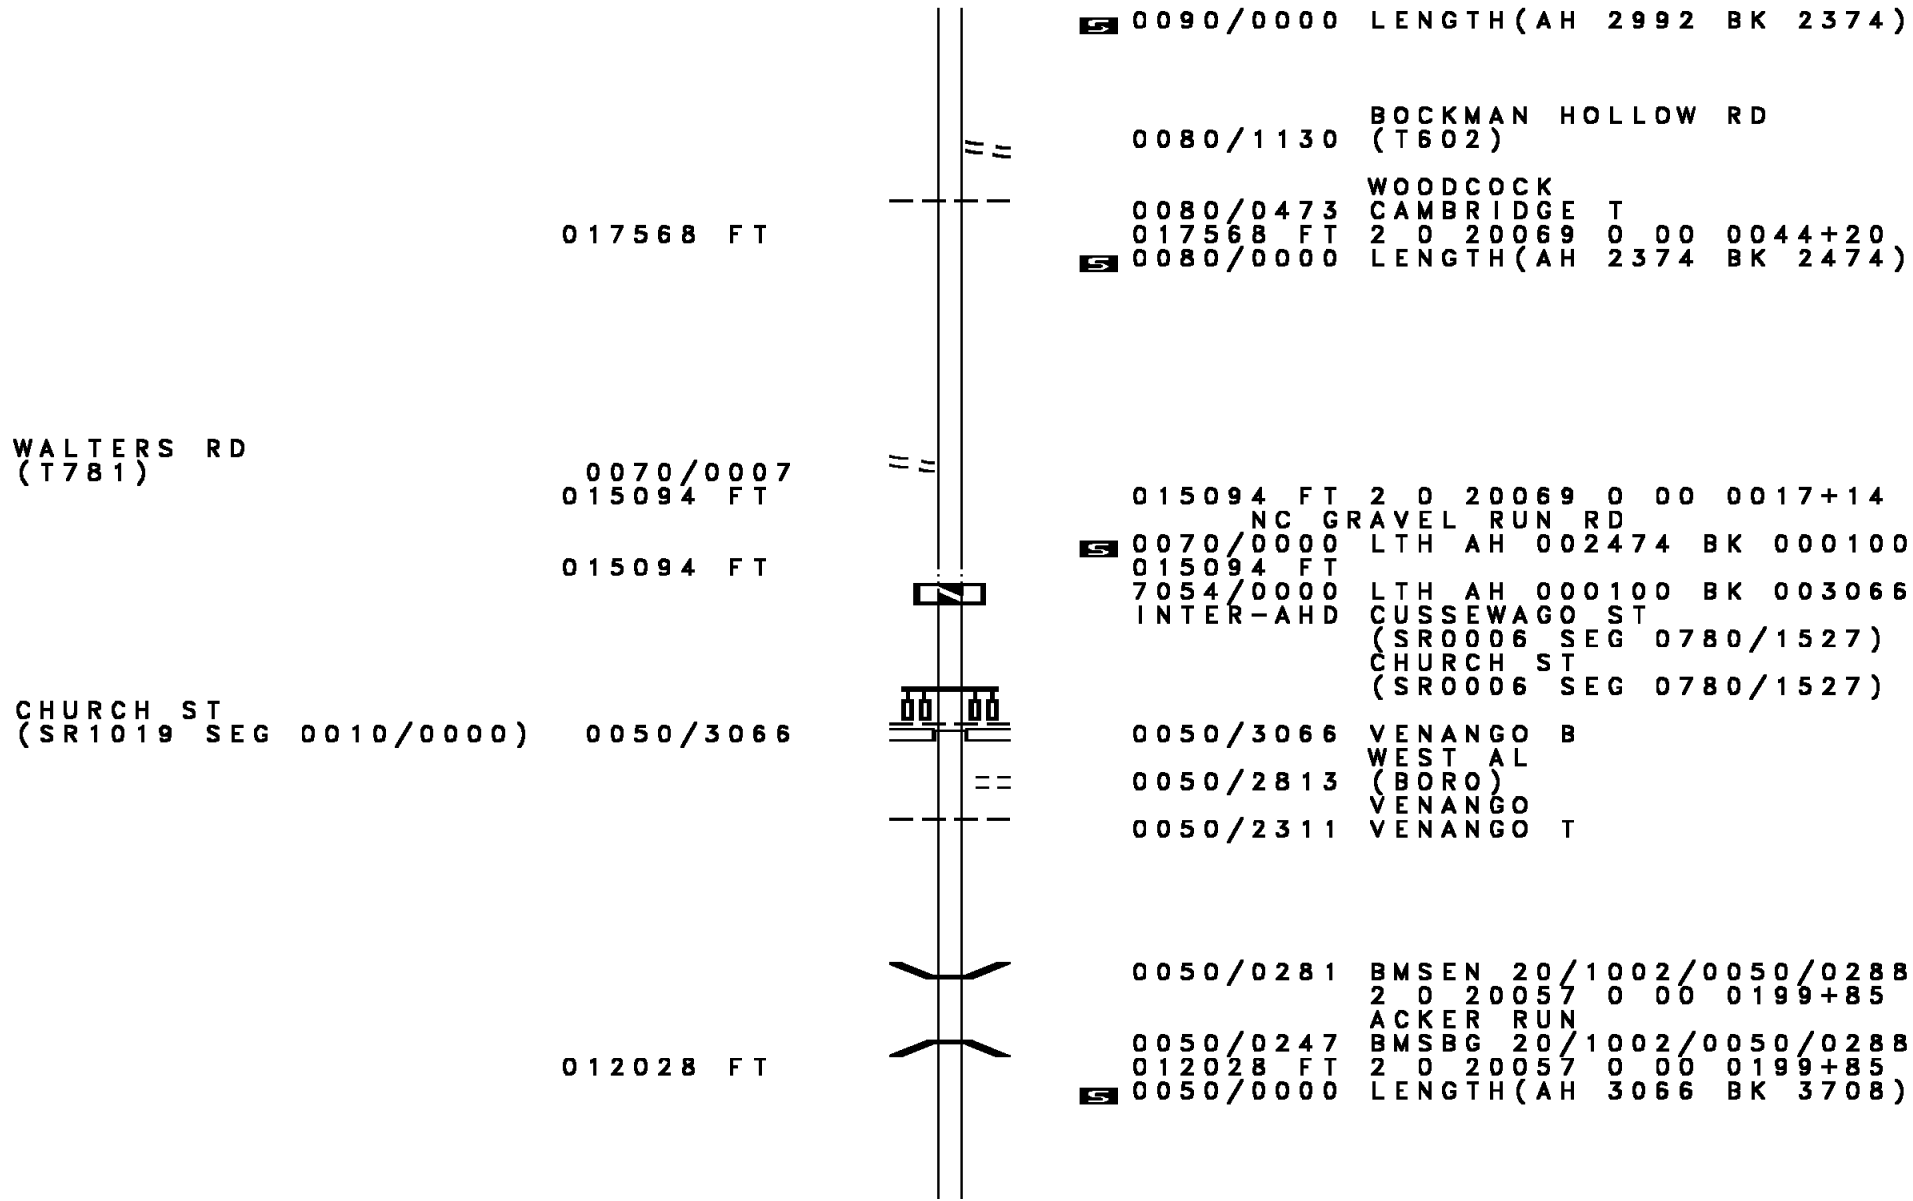 0090/0000 LENGTH(AH 2992 BK 2374)
BOCKMAN HOLLOW RD
0080/1130 (T602)
WOODCOCK
0080/0473 CAMBRIDGE T
017568 FT 017568 FT 2 0 20069 0 00 0044+20
0080/0000 LENGTH(AH 2374 BK 2474)
WALTERS RD
(T781) 0070/0007
015094 FT 015094 FT 2 0 20069 0 00 0017+14
NC GRAVEL RUN RD
0070/0000 LTH AH 002474 BK 000100
015094 FT 015094 FT
7054/0000 LTH AH 000100 BK 003066
INTER-AHD CUSSEWAGO ST
(SR0006 SEG 0780/1527)
CHURCH ST
(SR0006 SEG 0780/1527)
CHURCH ST
(SR1019 SEG 0010/0000) 0050/3066 0050/3066 VENANGO B
WEST AL
0050/2813 (BORO)
VENANGO
0050/2311 VENANGO T
0050/0281 BMSEN 20/1002/0050/0288
2 0 20057 0 00 0199+85
ACKER RUN
0050/0247 BMSBG 20/1002/0050/0288
012028 FT 012028 FT 2 0 20057 0 00 0199+85
0050/0000 LENGTH(AH 3066 BK 3708)